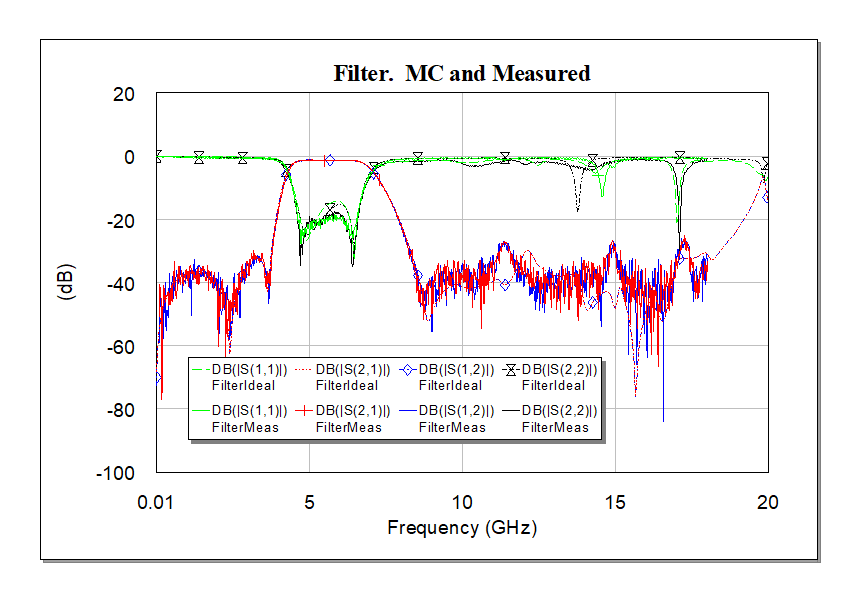 Filter.  MC and Measured
20
0
-20
-40
-60
-80
-100
(dB)
DB(|S(1,1)|) DB(|S(2,1)|) DB(|S(1,2)|) DB(|S(2,2)|)
FilterIdeal FilterIdeal FilterIdeal FilterIdeal
DB(|S(1,1)|) DB(|S(2,1)|) DB(|S(1,2)|) DB(|S(2,2)|)
FilterMeas FilterMeas FilterMeas FilterMeas
0.01 5 10 15 20
Frequency (GHz)